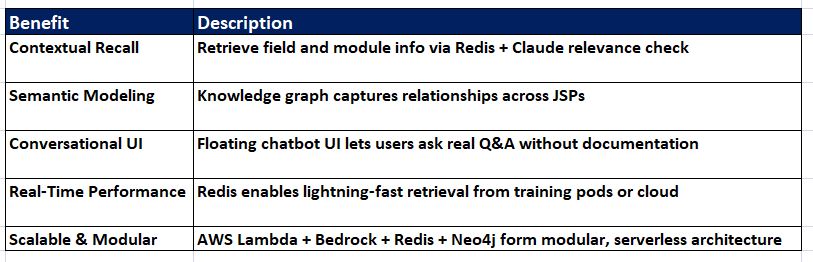 Benefit Description
Contextual Recall Retrieve field and module info via Redis + Claude relevance check
Semantic Modeling Knowledge graph captures relationships across JSPs
Conversational UI Floating chatbot UI lets users ask real Q&A without documentation
Real-Time Performance Redis enables lightning-fast retrieval from training pods or cloud
Scalable & Modular AWS Lambda + Bedrock + Redis + Neo4j form modular, serverless architecture